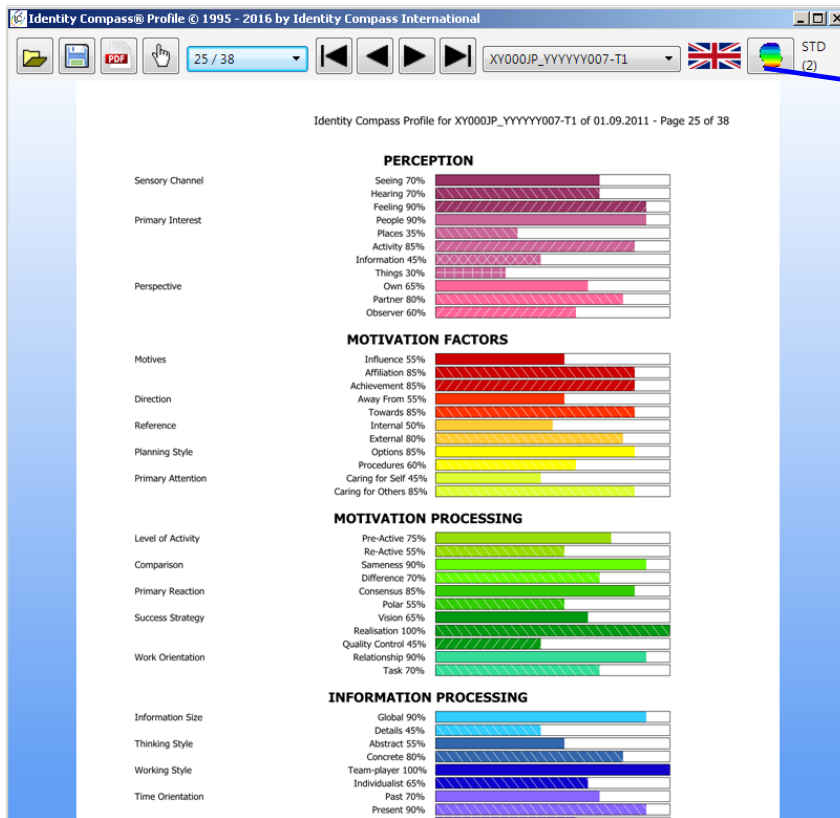 Identity Compass® Profile © 1995 - 2016 by Identity Compass International
PDF 25 / 38 XY000JP_YYYYYY007-T1 STD
(2)
Identity Compass Profile for XY000JP_YYYYYY007-T1 of 01.09.2011 - Page 25 of 38
PERCEPTION
Sensory Channel Seeing 70%
Hearing 70%
Feeling 90%
Primary Interest People 90%
Places 35%
Activity 85%
Information 45%
Things 30%
Perspective Own 65%
Partner 80%
Observer 60%
MOTIVATION FACTORS
Motives Influence 55%
Affiliation 85%
Achievement 85%
Direction Away From 55%
Towards 85%
Reference Internal 50%
External 80%
Planning Style Options 85%
Procedures 60%
Primary Attention Caring for Self 45%
Caring for Others 85%
MOTIVATION PROCESSING
Level of Activity Pre-Active 75%
Re-Active 55%
Comparison Sameness 90%
Difference 70%
Primary Reaction Consensus 85%
Polar 55%
Success Strategy Vision 65%
Realisation 100%
Quality Control 45%
Work Orientation Relationship 90%
Task 70%
INFORMATION PROCESSING
Information Size Global 90%
Details 45%
Thinking Style Abstract 55%
Concrete 80%
Working Style Team-player 100%
Individualist 65%
Time Orientation Past 70%
Present 90%